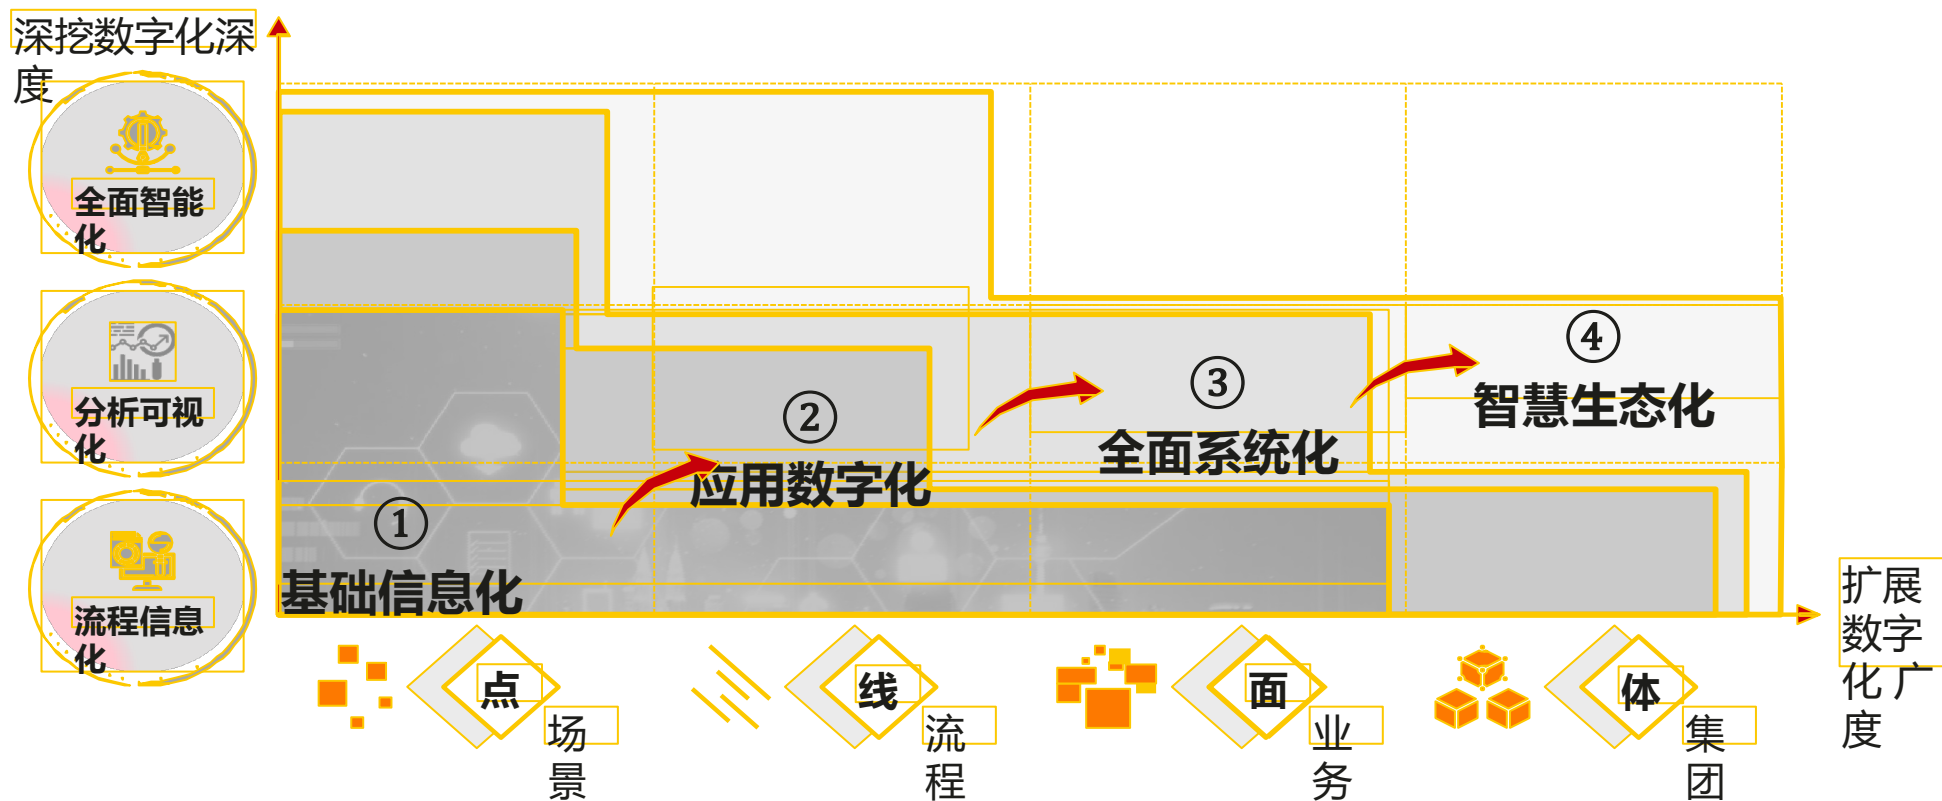 深挖数字化深
度
全面智能
化
分析可视
化
流程信息
化
①
基础信息化
②
应用数字化
③
全面系统化
④
智慧生态化
点
场
景
线
流
程
面
业
务
体
集
团
扩展
数字
化 广
度